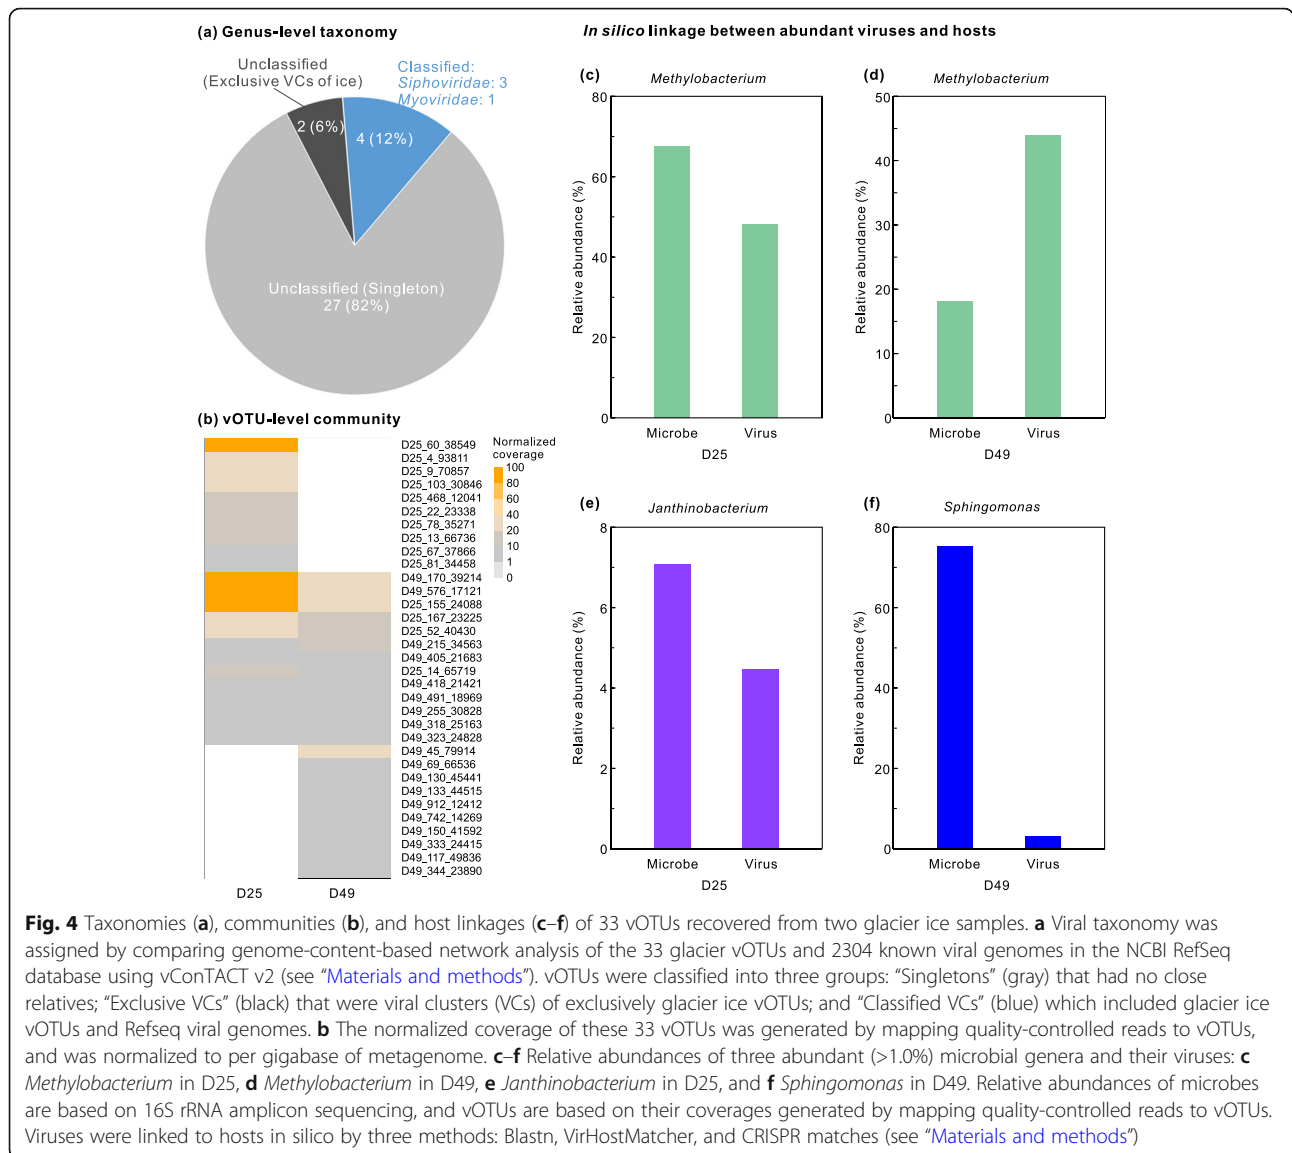 (a) Genus-level taxonomy
Unclassified
(Exclusive VCs of ice)
Classified:
Siphoviridae: 3
Myoviridae: 1
2 (6%)
4 (12%)
Unclassified (Singleton)
27 (82%)
(b) vOTU-level community
D25_60_38549
D25_4_93811
D25_9_70857
D25_103_30846
D25_468_12041
D25_22_23338
D25_78_35271
D25_13_66736
D25_67_37866
D25_81_34458
D49_170_39214
D49_576_17121
D25_155_24088
D25_167_23225
D25_52_40430
D49_215_34563
D49_405_21683
D25_14_65719
D49_418_21421
D49_491_18969
D49_255_30828
D49_318_25163
D49_323_24828
D49_45_79914
D49_69_66536
D49_130_45441
D49_133_44515
D49_912_12412
D49_742_14269
D49_150_41592
D49_333_24415
D49_117_49836
D49_344_23890
D25 D49
Normalized
coverage
100
80
60
40
20
10
1
0
In silico linkage between abundant viruses and hosts
(c) Methylobacterium
Relative abundance (%)
80
60
40
20
0
Microbe Virus
D25
(d) Methylobacterium
Relative abundance (%)
50
40
30
20
10
0
Microbe Virus
D49
(e) Janthinobacterium
Relative abundance (%)
8
6
4
2
0
Microbe Virus
D25
(f) Sphingomonas
Relative abundance (%)
80
60
40
20
0
Microbe Virus
D49
Fig. 4 Taxonomies (a), communities (b), and host linkages (c–f) of 33 vOTUs recovered from two glacier ice samples. a Viral taxonomy was
assigned by comparing genome-content-based network analysis of the 33 glacier vOTUs and 2304 known viral genomes in the NCBI RefSeq
database using vConTACT v2 (see “Materials and methods”). vOTUs were classified into three groups: “Singletons” (gray) that had no close
relatives; “Exclusive VCs” (black) that were viral clusters (VCs) of exclusively glacier ice vOTUs; and “Classified VCs” (blue) which included glacier ice
vOTUs and Refseq viral genomes. b The normalized coverage of these 33 vOTUs was generated by mapping quality-controlled reads to vOTUs,
and was normalized to per gigabase of metagenome. c–f Relative abundances of three abundant (>1.0%) microbial genera and their viruses: c
Methylobacterium in D25, d Methylobacterium in D49, e Janthinobacterium in D25, and f Sphingomonas in D49. Relative abundances of microbes
are based on 16S rRNA amplicon sequencing, and vOTUs are based on their coverages generated by mapping quality-controlled reads to vOTUs.
Viruses were linked to hosts in silico by three methods: Blastn, VirHostMatcher, and CRISPR matches (see “Materials and methods”)